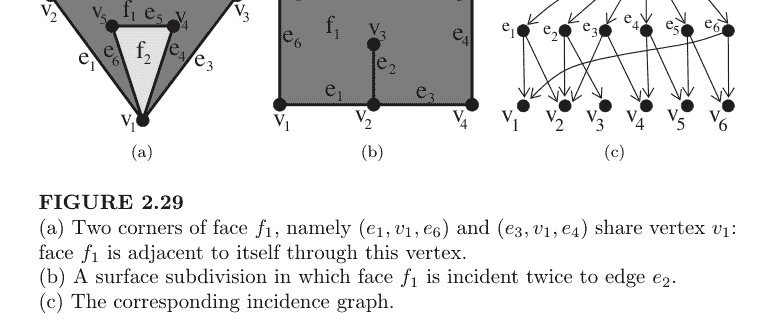 v₂ v₅ f₁ e₅ v₄ v₃ f₁ v₃ e₁ e₂ e₃ e₄ e₅ e₆
e₁ e₆ f₂ e₄ e₃ e₆ e₂ e₄
e₁ e₃
v₁ v₁ v₂ v₄ v₁ v₂ v₃ v₄ v₅ v₆
(a) (b) (c)
FIGURE 2.29
(a) Two corners of face f₁, namely (e₁, v₁, e₆) and (e₃, v₁, e₄) share vertex v₁:
face f₁ is adjacent to itself through this vertex.
(b) A surface subdivision in which face f₁ is incident twice to edge e₂.
(c) The corresponding incidence graph.